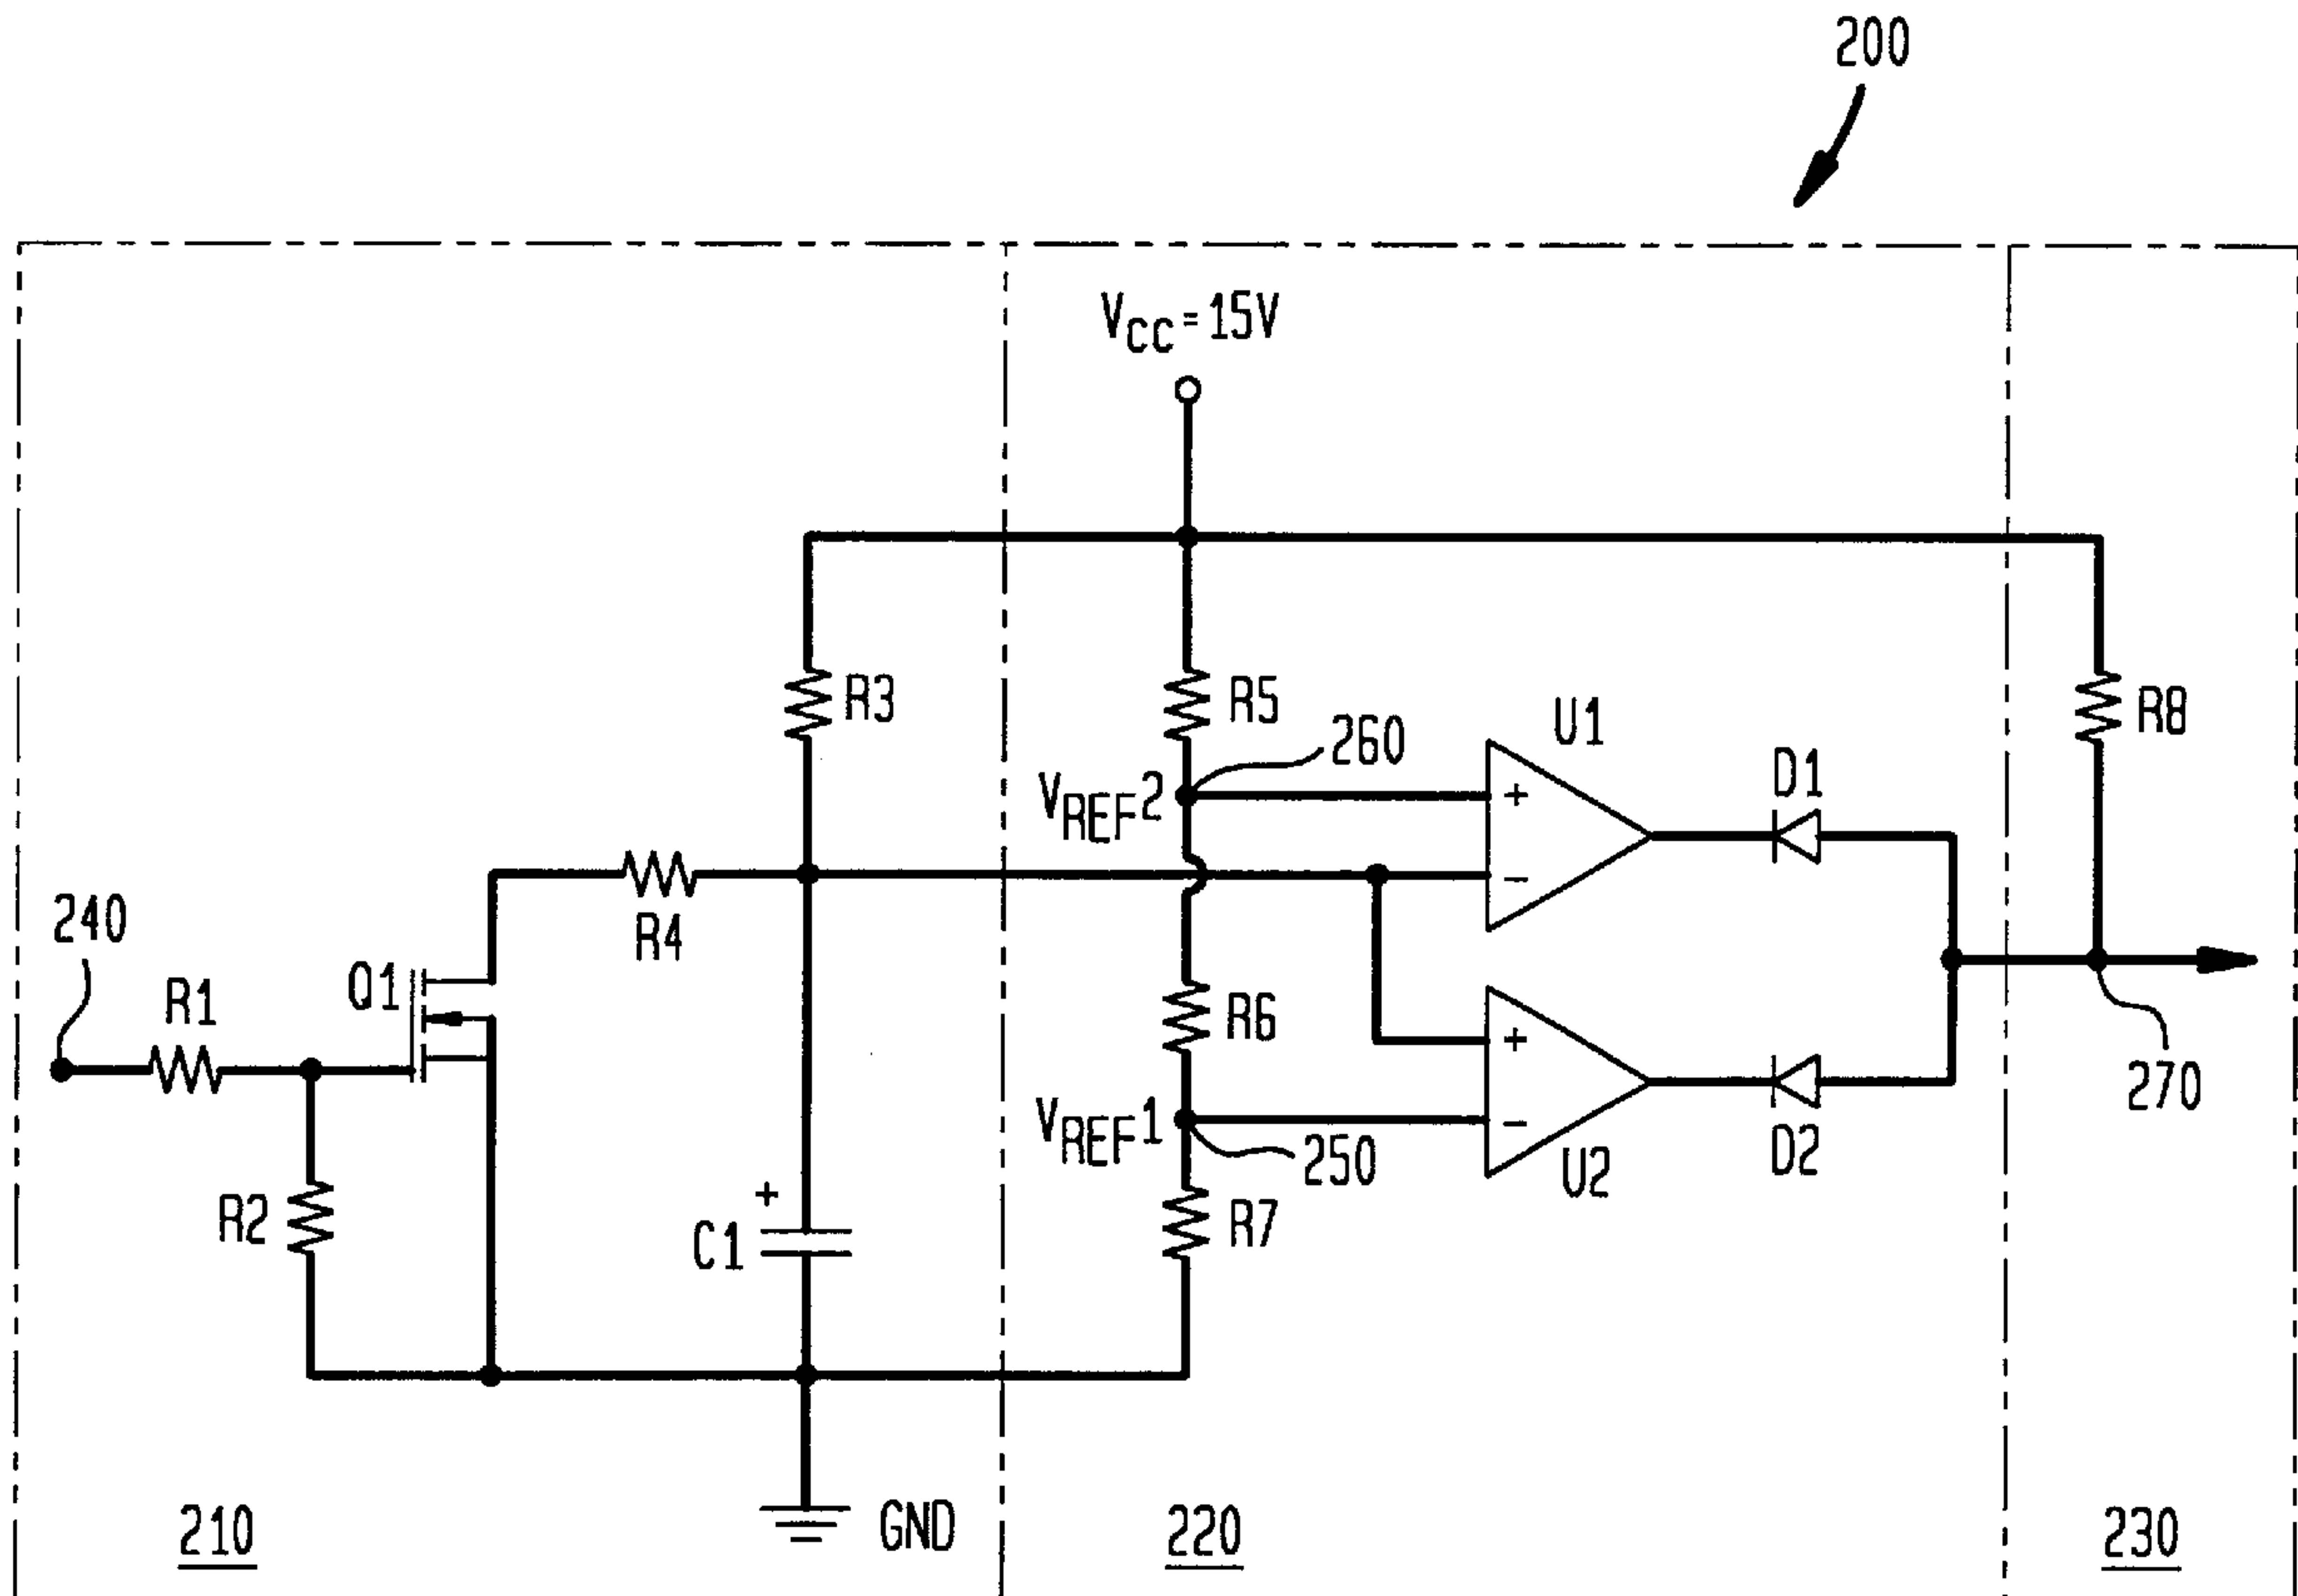 200
VCC=15V
R3
R5
U1
R8
260
D1
VREF2
+
−
240
R4
Q1
R1
R6
+
270
VREF1
−
250
D2
U2
+
R2
C1
R7
GND
210
220
230